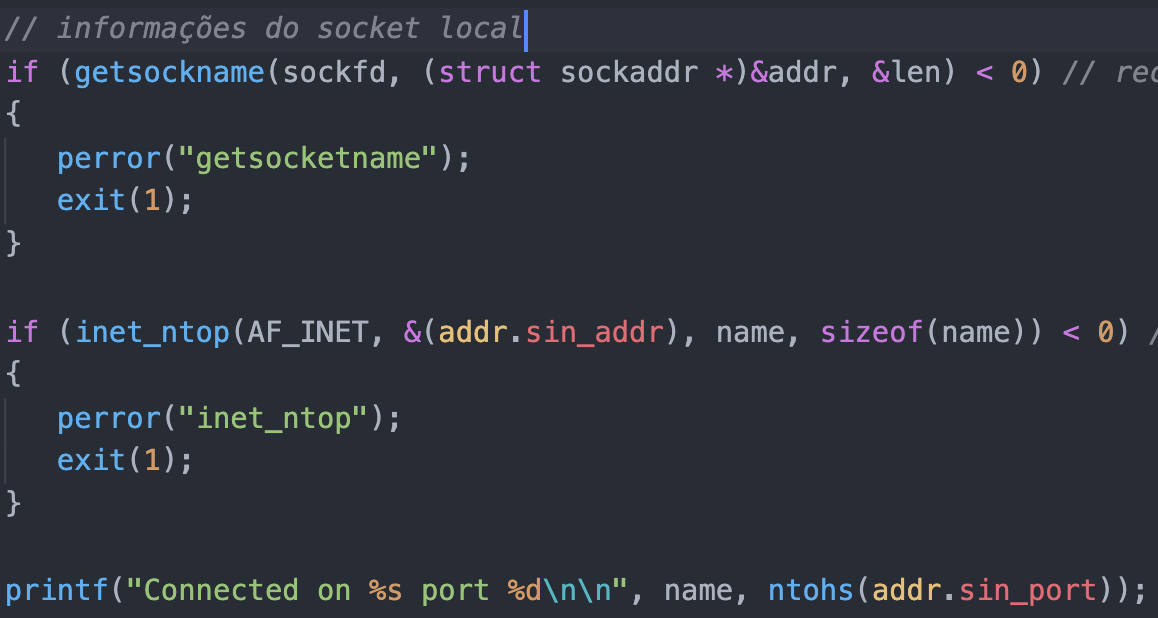 // informações do socket local
if (getsockname(sockfd, (struct sockaddr *)&addr, &len) < 0) //
{
perror("getsocketname");
exit(1);
}
if (inet_ntop(AF_INET, &(addr.sin_addr), name, sizeof(name)) < 0)
{
perror("inet_ntop");
exit(1);
}
printf("Connected on %s port %d\n\n", name, ntohs(addr.sin_port));